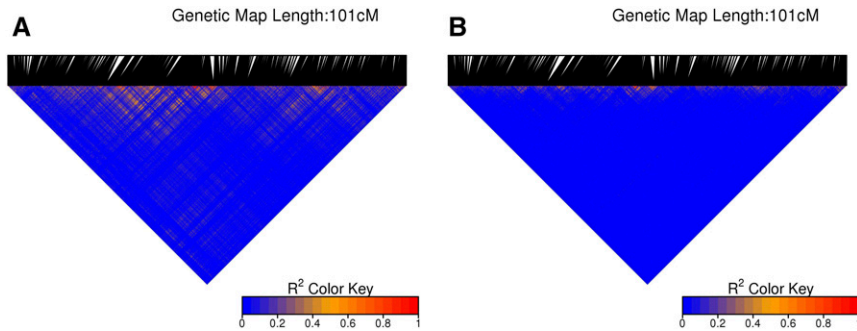 A
Genetic Map Length:101cM
R² Color Key
0 0.2 0.4 0.6 0.8 1
B
Genetic Map Length:101cM
R² Color Key
0 0.2 0.4 0.6 0.8